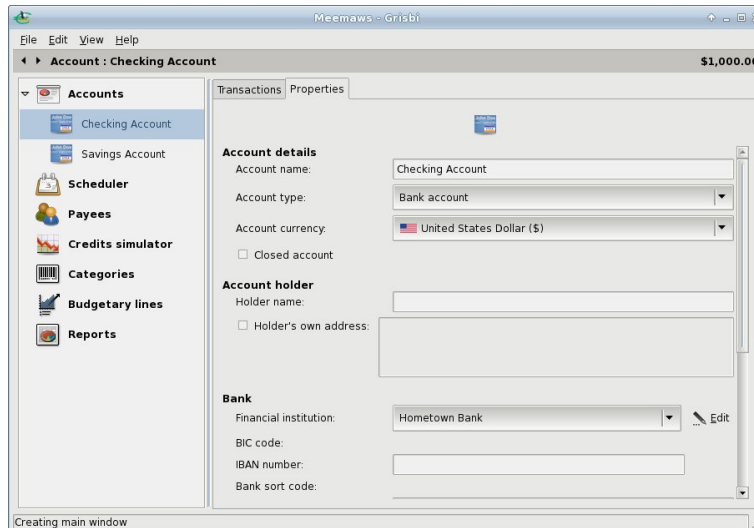 Meemaws - Grisbi
File Edit View Help
Account : Checking Account $1,000.00
Accounts
Checking Account
Savings Account
Scheduler
Payees
Credits simulator
Categories
Budgetary lines
Reports
Transactions Properties
Account details
Account name: Checking Account
Account type: Bank account
Account currency: United States Dollar ($)
Closed account
Account holder
Holder name:
Holder's own address:
Bank
Financial institution: Hometown Bank Edit
BIC code:
IBAN number:
Bank sort code:
Creating main window